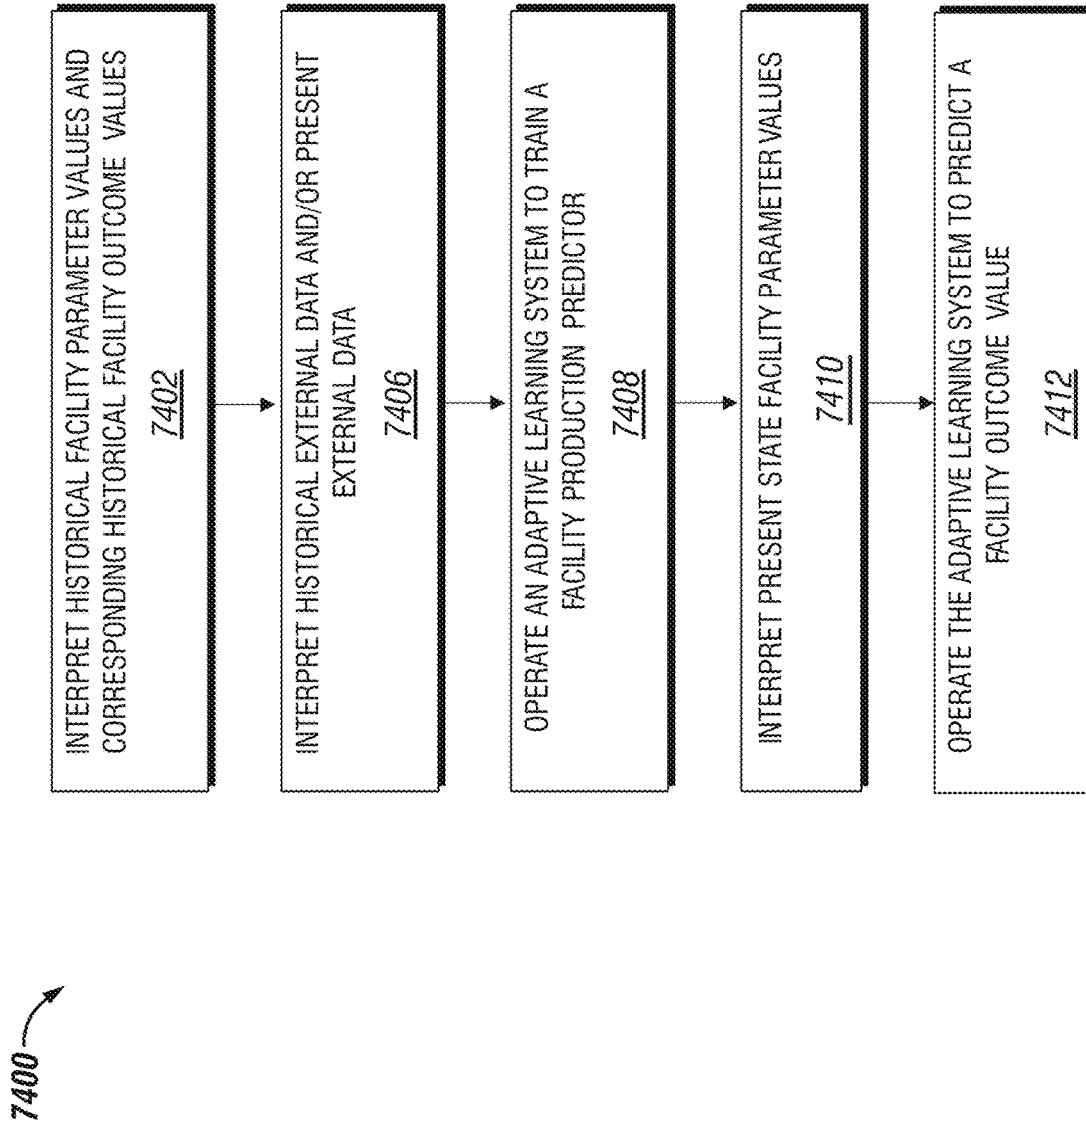 7400
INTERPRET HISTORICAL FACILITY PARAMETER VALUES AND
CORRESPONDING HISTORICAL FACILITY OUTCOME VALUES
7402
INTERPRET HISTORICAL EXTERNAL DATA AND/OR PRESENT
EXTERNAL DATA
7406
OPERATE AN ADAPTIVE LEARNING SYSTEM TO TRAIN A
FACILITY PRODUCTION PREDICTOR
7408
INTERPRET PRESENT STATE FACILITY PARAMETER VALUES
7410
OPERATE THE ADAPTIVE LEARNING SYSTEM TO PREDICT A
FACILITY OUTCOME VALUE
7412